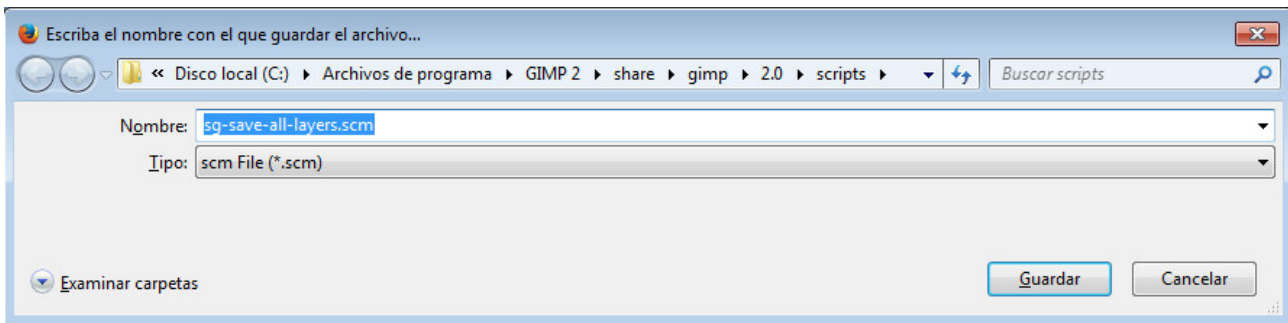 Escriba el nombre con el que guardar el archivo...
« Disco local (C:) ▸ Archivos de programa ▸ GIMP 2 ▸ share ▸ gimp ▸ 2.0 ▸ scripts ▸ Buscar scripts
Nombre: sg-save-all-layers.scm
Tipo: scm File (*.scm)
Examinar carpetas Guardar Cancelar